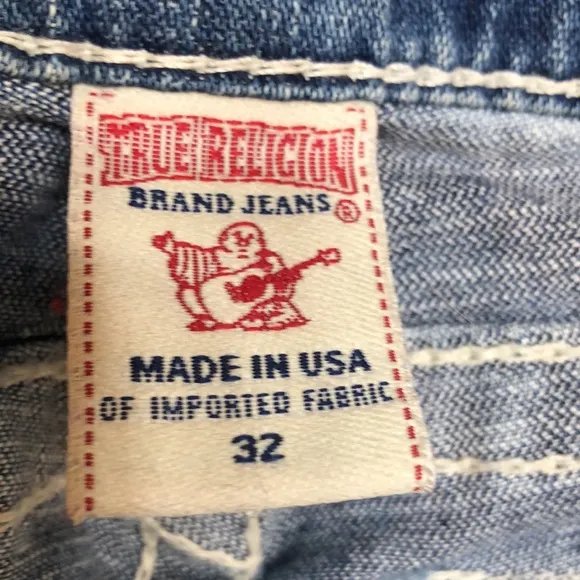 TRUE RELIGION
BRAND JEANS ®
MADE IN USA
OF IMPORTED FABRIC
32